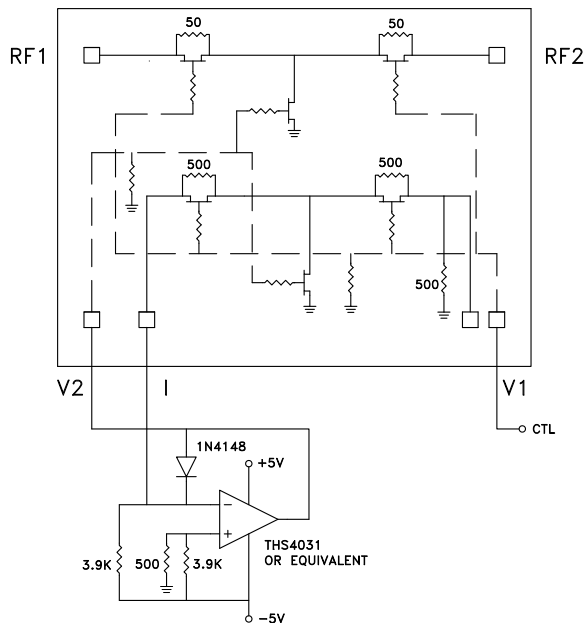 50
50
RF1
RF2
500
500
500
V2
I
V1
CTL
1N4148
+5V
−
+
THS4031
OR EQUIVALENT
3.9K
500
3.9K
−5V